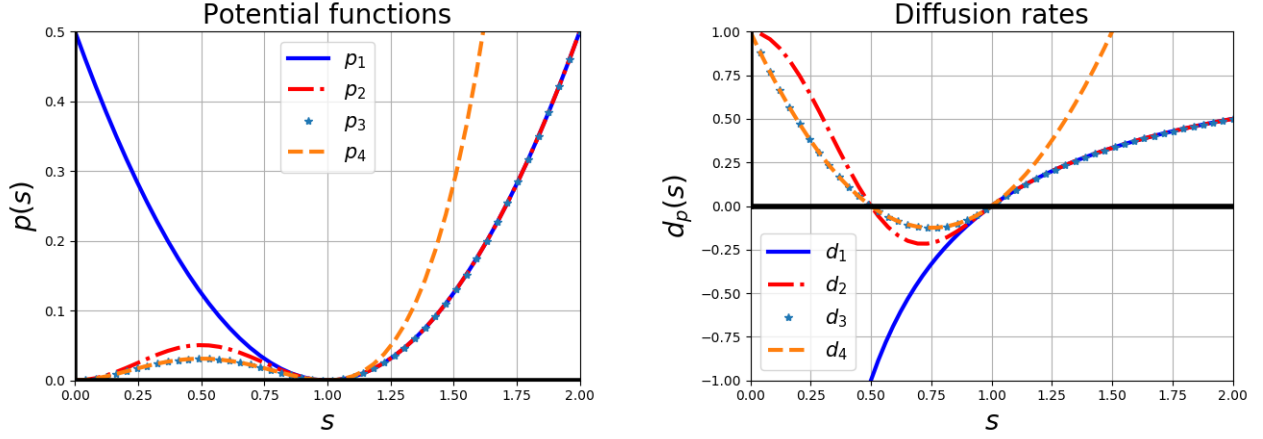 Potential functions
0.5
0.4
0.3
0.2
0.1
0.0
p(s)
p₁
p₂
p₃
p₄
0.00 0.25 0.50 0.75 1.00 1.25 1.50 1.75 2.00
s
Diffusion rates
1.00
0.75
0.50
0.25
0.00
−0.25
−0.50
−0.75
−1.00
dₚ(s)
d₁
d₂
d₃
d₄
0.00 0.25 0.50 0.75 1.00 1.25 1.50 1.75 2.00
s